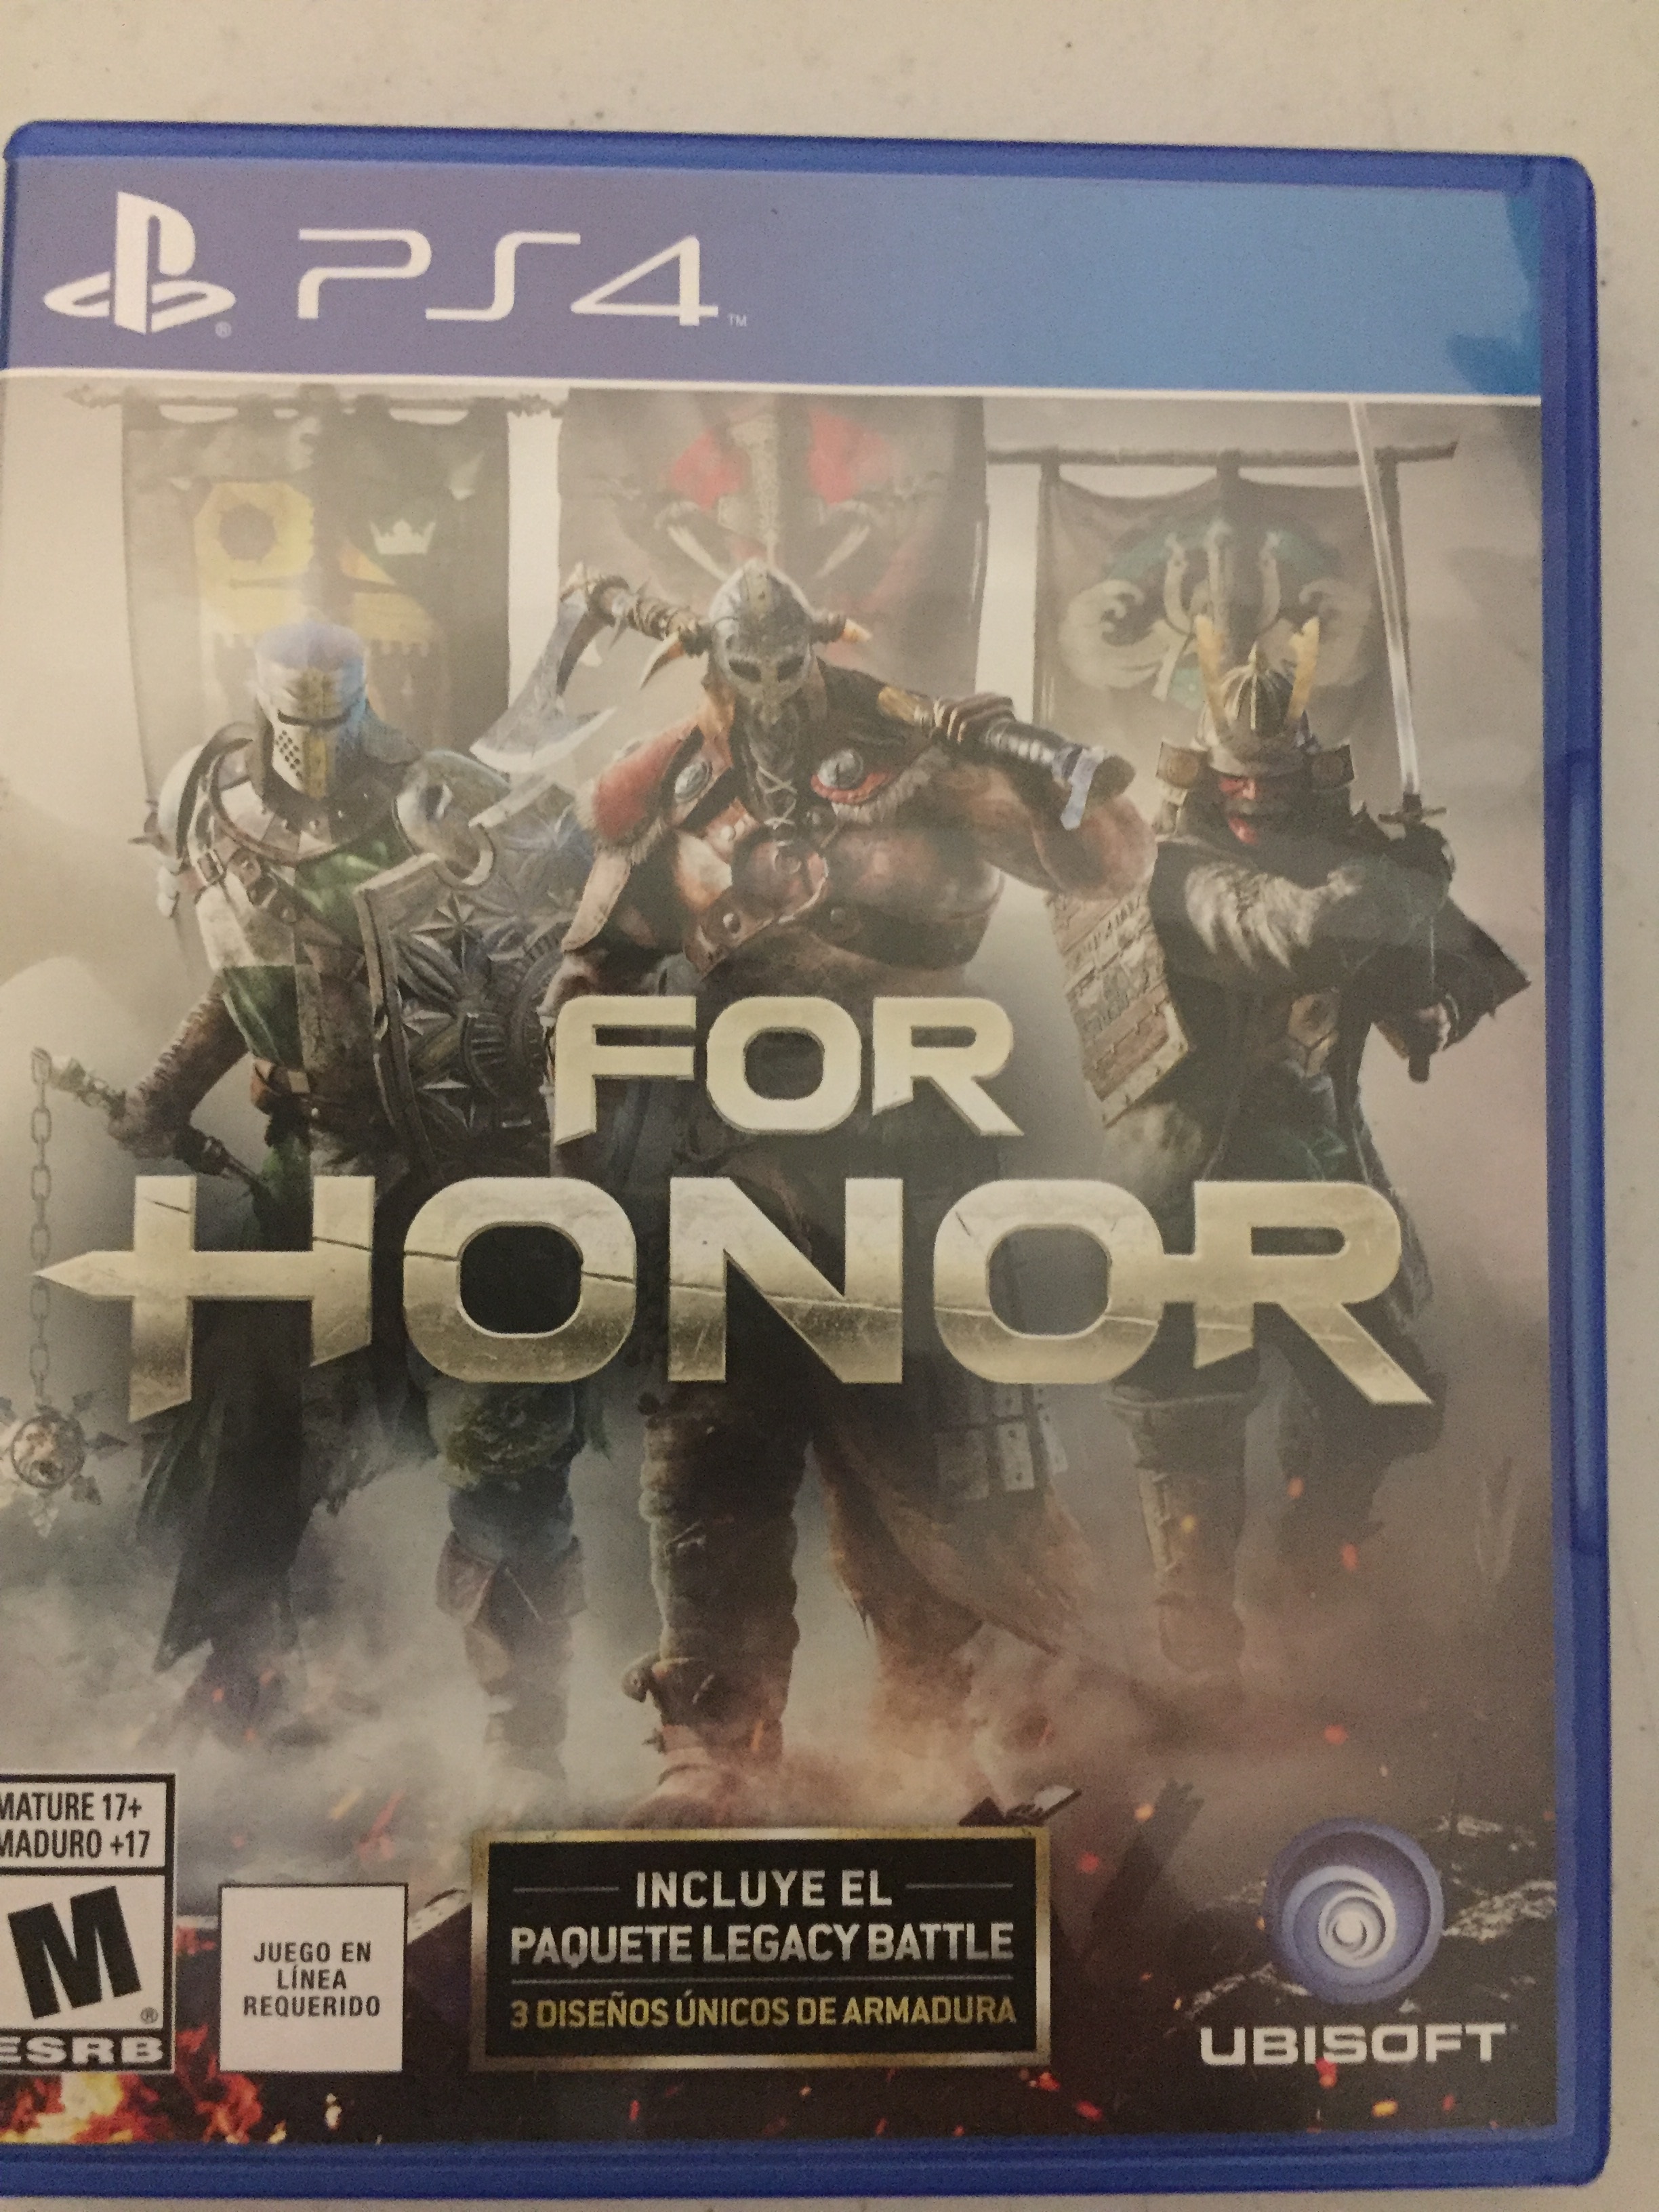 PS4
FOR
HONOR
MATURE 17+
MADURO +17
M
ESRB
JUEGO EN
LÍNEA
REQUERIDO
INCLUYE EL
PAQUETE LEGACY BATTLE
3 DISEÑOS ÚNICOS DE ARMADURA
UBISOFT